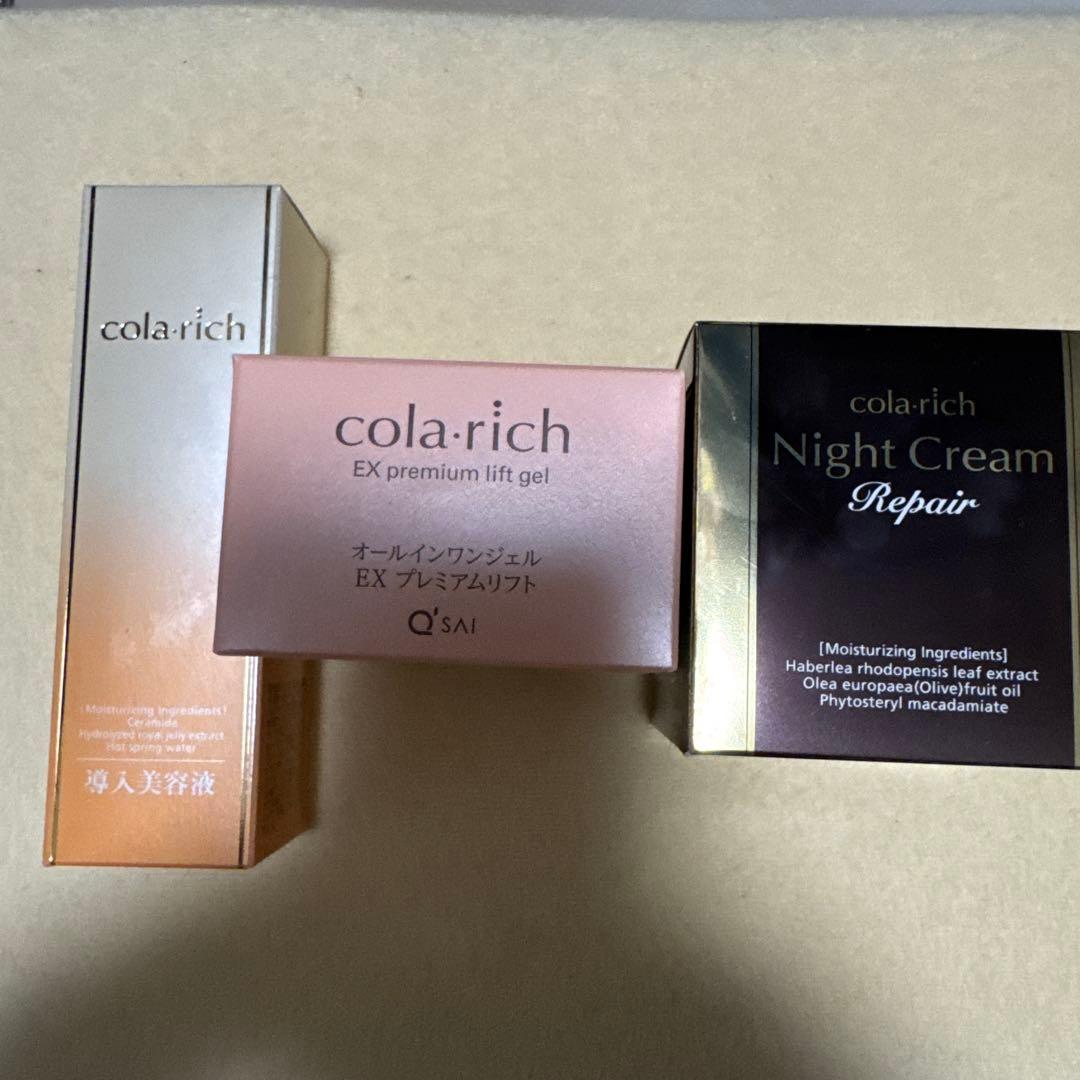 cola·rich
[Moisturizing Ingredients]
Ceramide
Hydrolyzed royal jelly extract
Hot spring water
導入美容液
cola·rich
EX premium lift gel
オールインワンジェル
EX プレミアムリフト
Q'SAI
cola·rich
Night Cream
Repair
[Moisturizing Ingredients]
Haberlea rhodopensis leaf extract
Olea europaea(Olive)fruit oil
Phytosteryl macadamiate